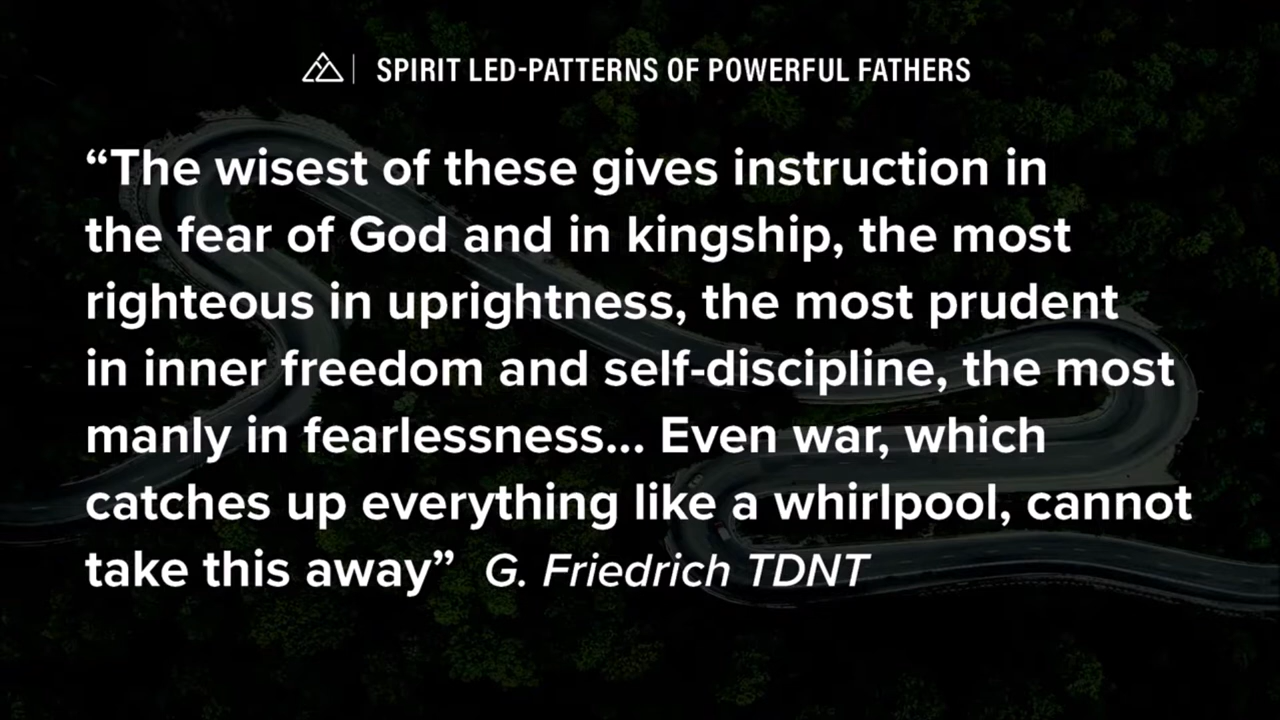 SPIRIT LED-PATTERNS OF POWERFUL FATHERS
“The wisest of these gives instruction in
the fear of God and in kingship, the most
righteous in uprightness, the most prudent
in inner freedom and self-discipline, the most
manly in fearlessness... Even war, which
catches up everything like a whirlpool, cannot
take this away” G. Friedrich TDNT